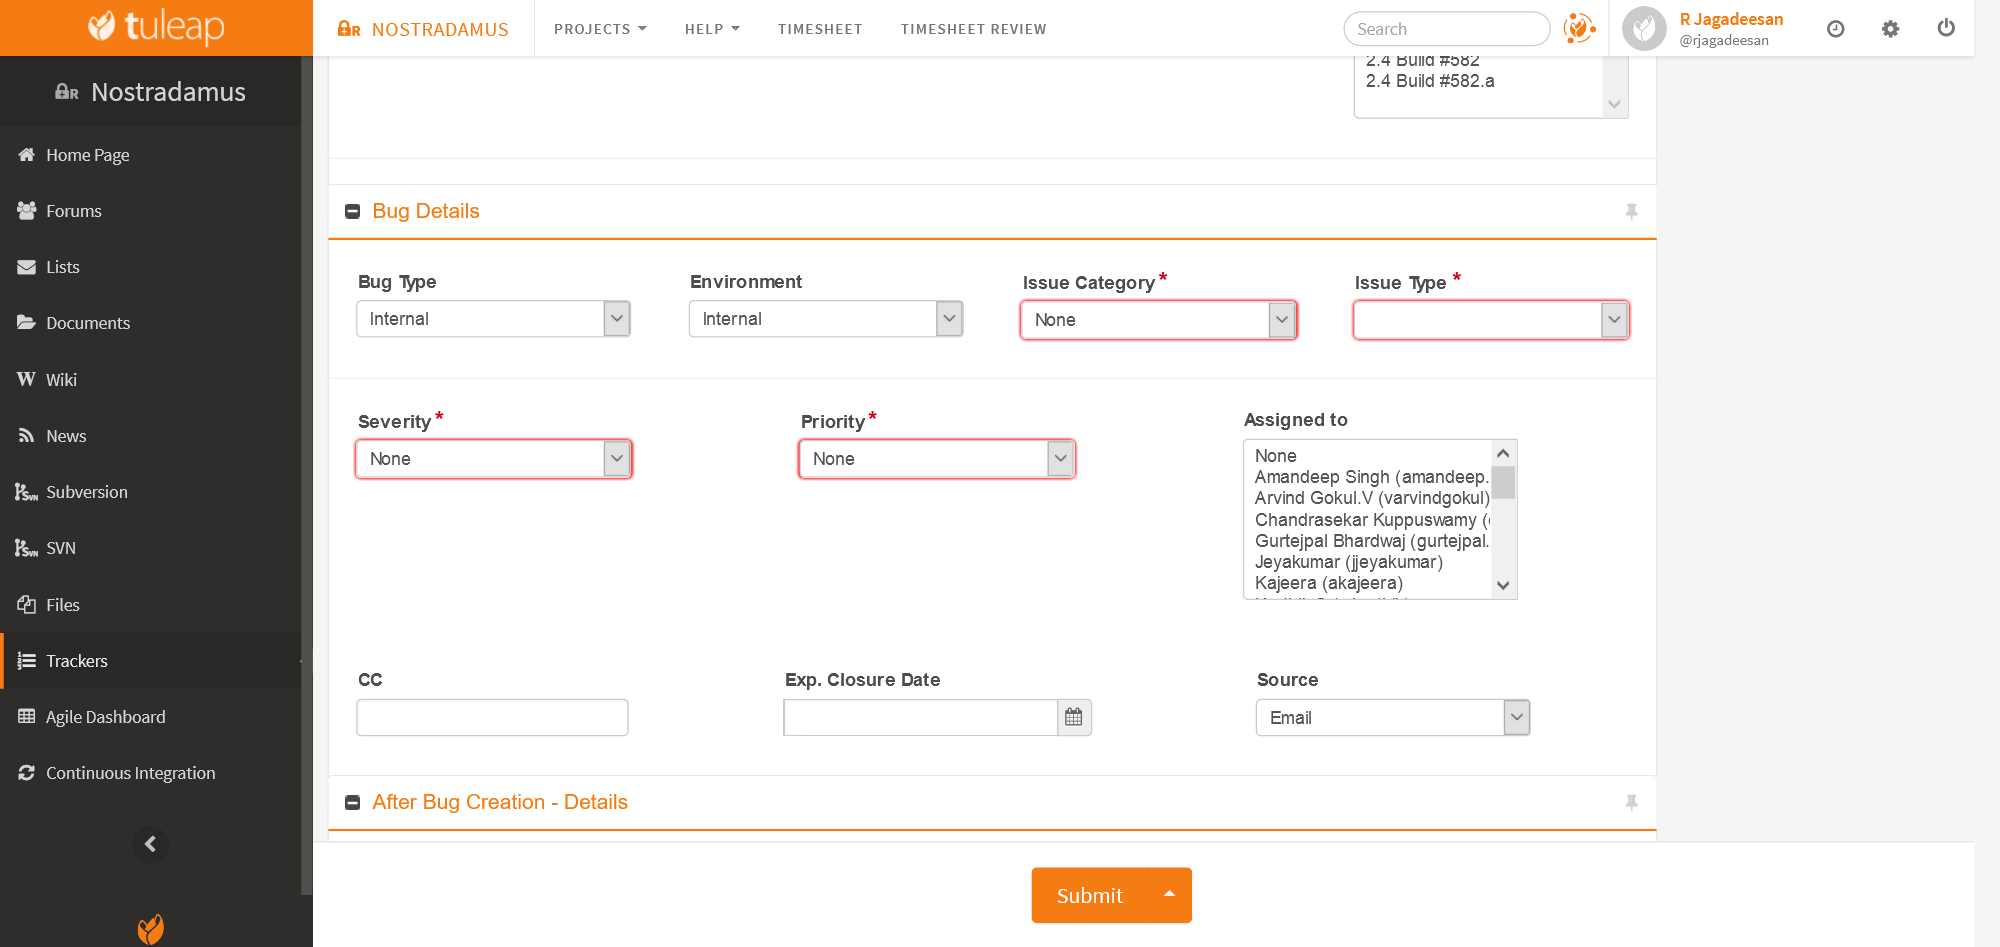 tuleap
NOSTRADAMUS
PROJECTS
HELP
TIMESHEET
TIMESHEET REVIEW
Search
R Jagadeesan
@rjagadeesan
Nostradamus
Home Page
Forums
Lists
Documents
Wiki
News
Subversion
SVN
Files
Trackers
Agile Dashboard
Continuous Integration
2.4 Build #582
2.4 Build #582.a
Bug Details
Bug Type
Environment
Issue Category *
Issue Type *
Internal
Internal
None
Severity *
Priority *
Assigned to
None
None
None
Amandeep Singh (amandeep.
Arvind Gokul.V (varvindgokul)
Chandrasekar Kuppuswamy (
Gurtejpal Bhardwaj (gurtejpal.
Jeyakumar (jjeyakumar)
Kajeera (akajeera)
CC
Exp. Closure Date
Source
Email
After Bug Creation - Details
Submit